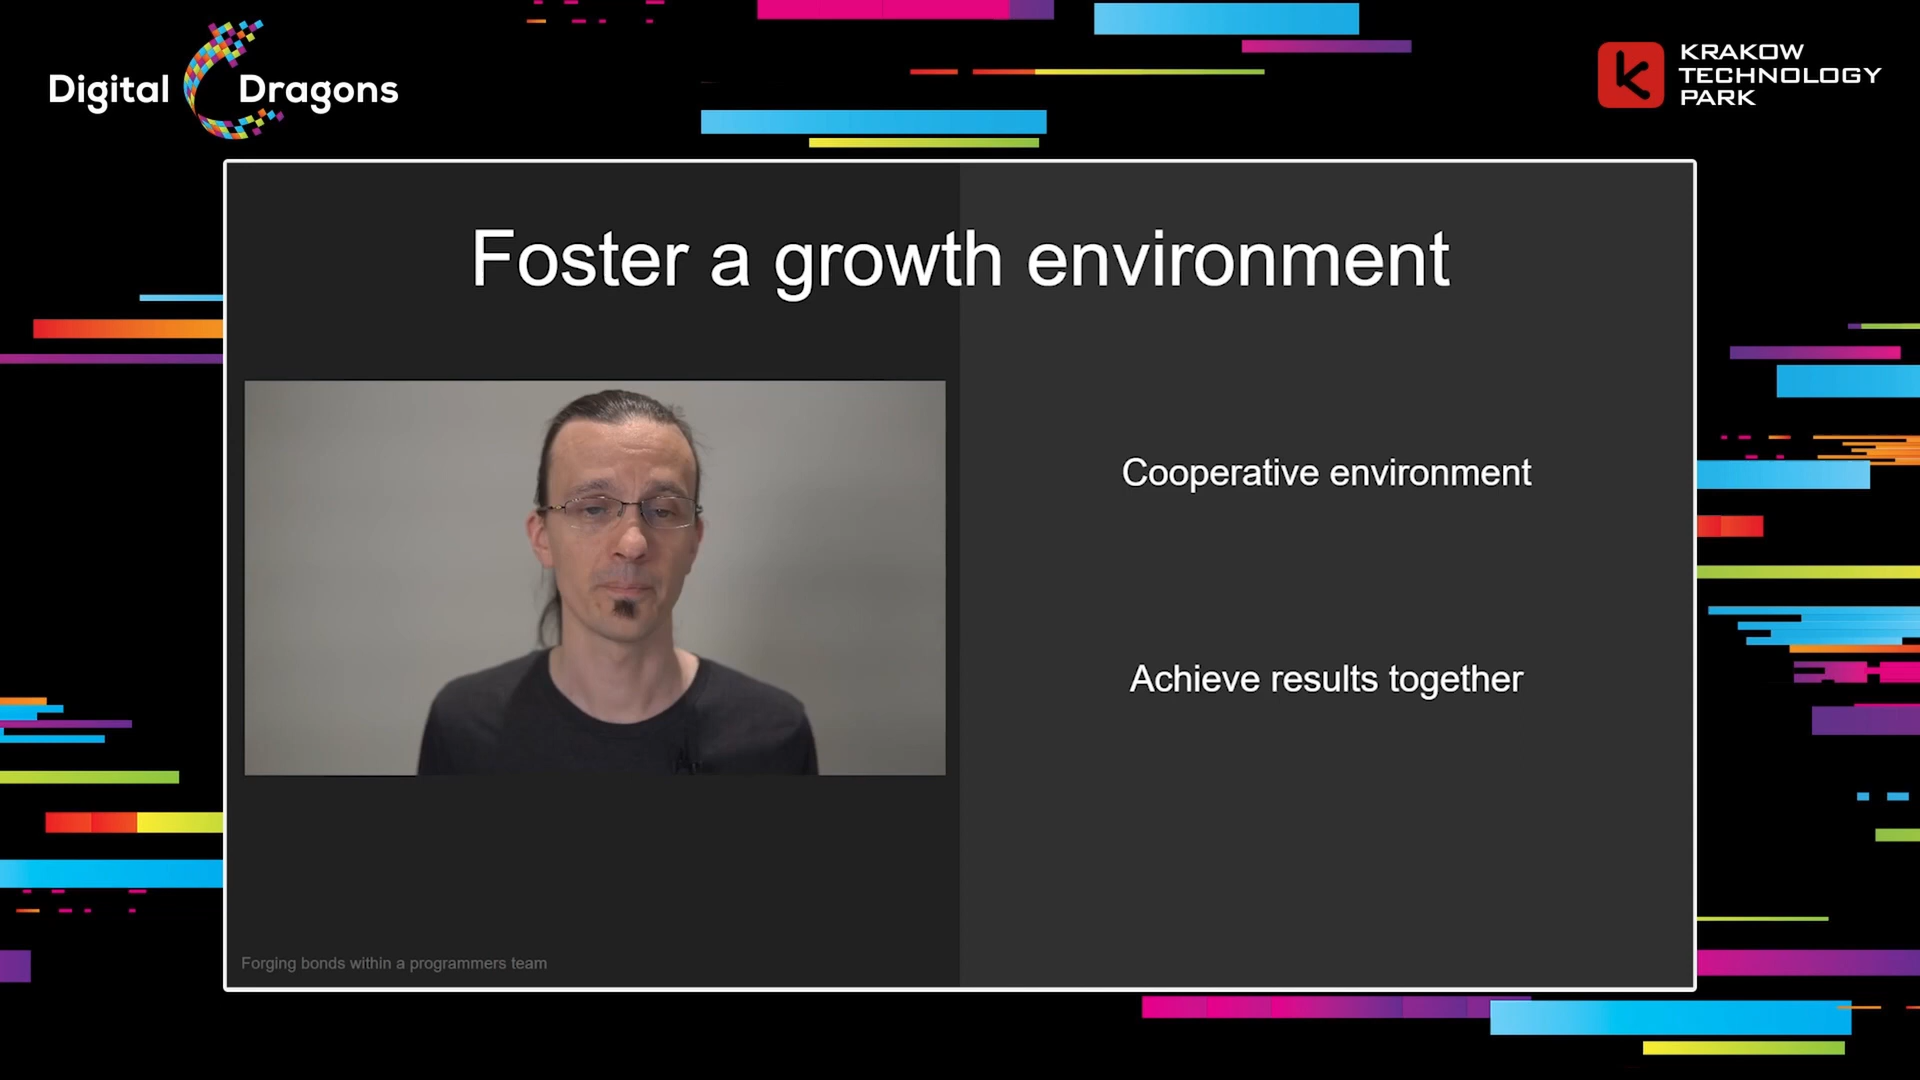 Digital Dragons
KRAKOW
TECHNOLOGY
PARK
Foster a growth environment
Cooperative environment
Achieve results together
Forging bonds within a programmers team